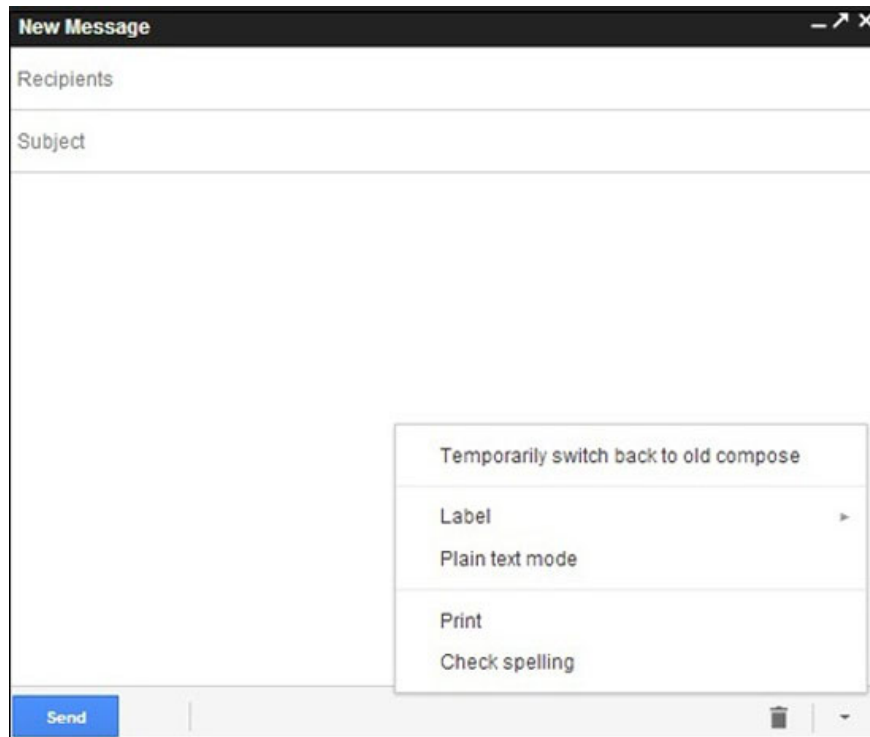 New Message
Recipients
Subject
Temporarily switch back to old compose
Label
Plain text mode
Print
Check spelling
Send